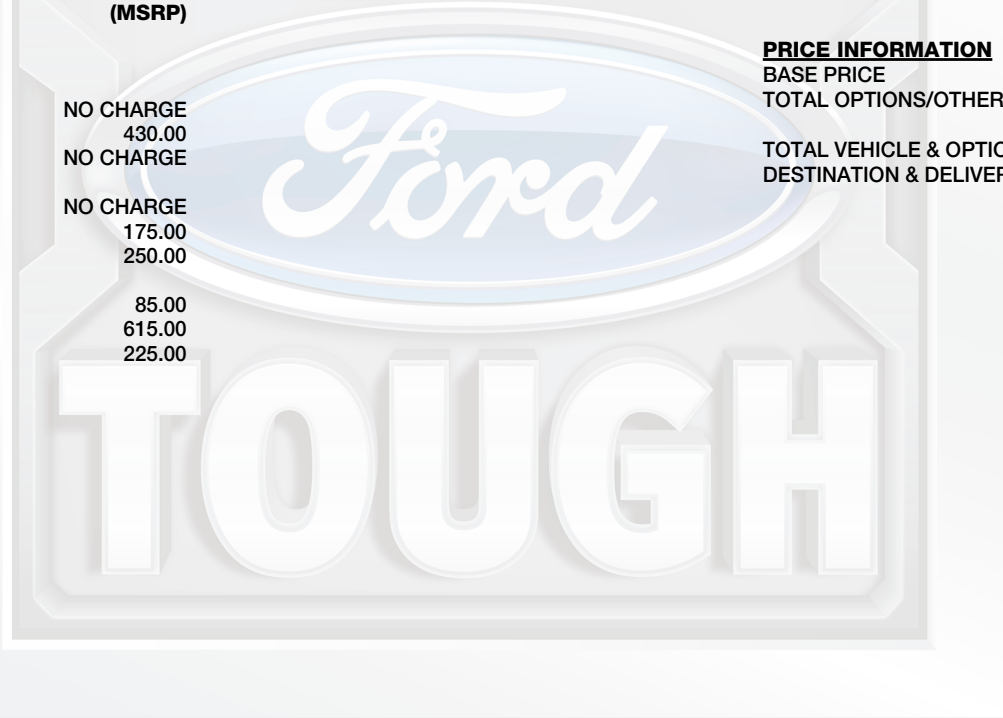 (MSRP)
NO CHARGE
430.00
NO CHARGE
NO CHARGE
175.00
250.00
85.00
615.00
225.00
PRICE INFORMATION
BASE PRICE
TOTAL OPTIONS/OTHER
TOTAL VEHICLE & OPTIO
DESTINATION & DELIVER
Ford
TOUGH